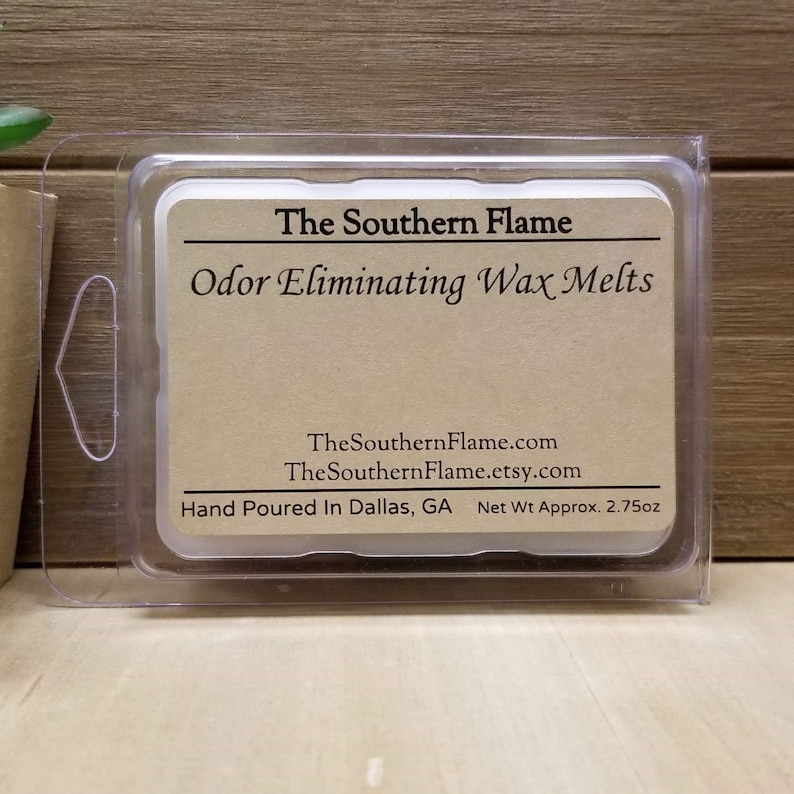 The Southern Flame
Odor Eliminating Wax Melts
TheSouthernFlame.com
TheSouthernFlame.etsy.com
Hand Poured In Dallas, GA Net Wt Approx. 2.75oz